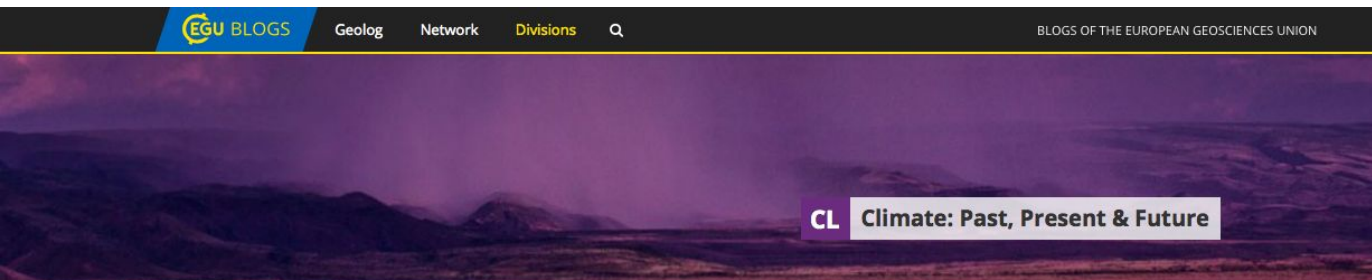 EGU BLOGS Geolog Network Divisions BLOGS OF THE EUROPEAN GEOSCIENCES UNION
CL Climate: Past, Present & Future